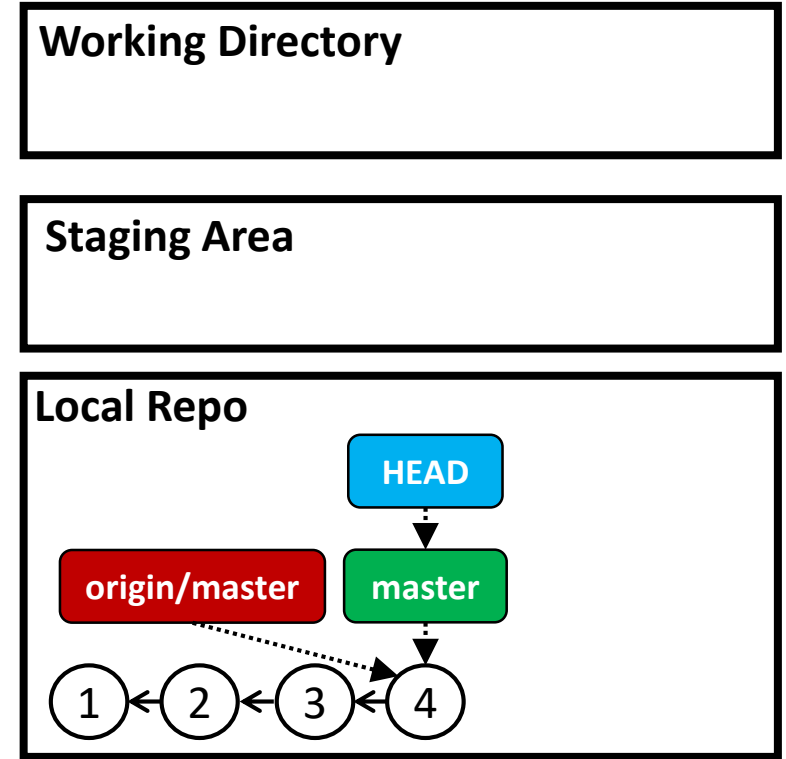 Working Directory
Staging Area
Local Repo
HEAD
origin/master master
1 2 3 4